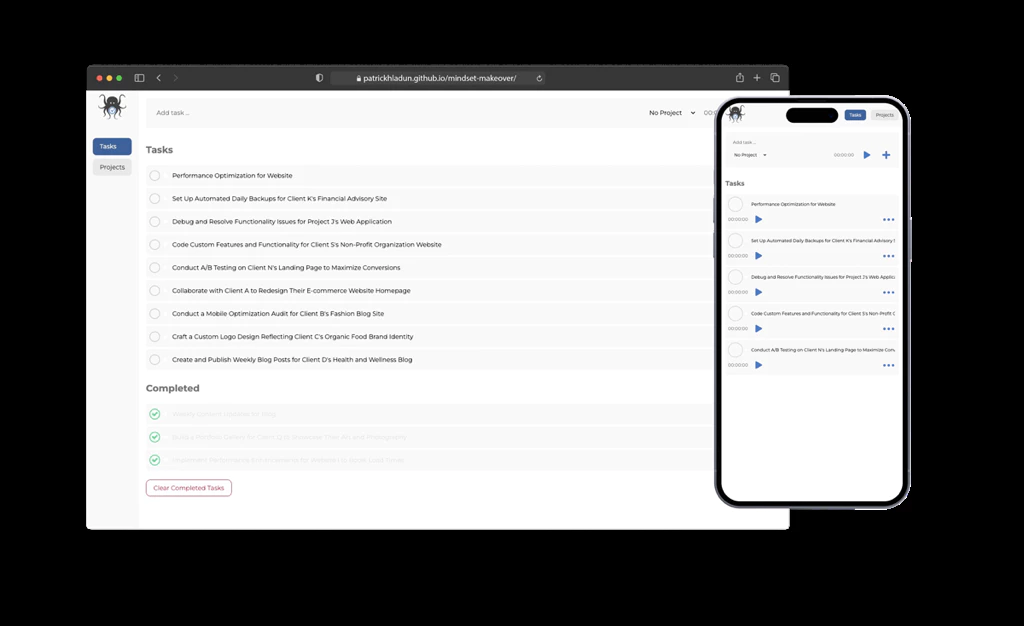 patrickhladun.github.io/mindset-makeover/
Add task ...
No Project
00:
Tasks
Projects
Tasks
Performance Optimization for Website
Set Up Automated Daily Backups for Client K's Financial Advisory Site
Debug and Resolve Functionality Issues for Project J's Web Application
Code Custom Features and Functionality for Client S's Non-Profit Organization Website
Conduct A/B Testing on Client N's Landing Page to Maximize Conversions
Collaborate with Client A to Redesign Their E-commerce Website Homepage
Conduct a Mobile Optimization Audit for Client B's Fashion Blog Site
Craft a Custom Logo Design Reflecting Client C's Organic Food Brand Identity
Create and Publish Weekly Blog Posts for Client D's Health and Wellness Blog
Completed
Clear Completed Tasks
Tasks
Projects
Add task ...
No Project
00:00:00
Tasks
Performance Optimization for Website
00:00:00
Set Up Automated Daily Backups for Client K's Financial Advisory
00:00:00
Debug and Resolve Functionality Issues for Project J's Web Applic
00:00:00
Code Custom Features and Functionality for Client S's Non-Profit
00:00:00
Conduct A/B Testing on Client N's Landing Page to Maximize Con
00:00:00